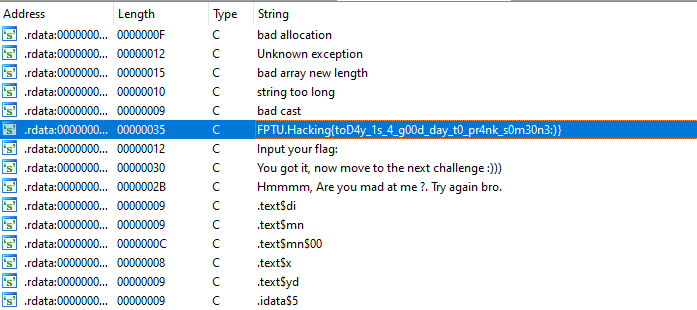 Address Length Type String
.rdata:0000000... 0000000F C bad allocation
.rdata:0000000... 00000012 C Unknown exception
.rdata:0000000... 00000015 C bad array new length
.rdata:0000000... 00000010 C string too long
.rdata:0000000... 00000009 C bad cast
.rdata:0000000... 00000035 C FPTU.Hacking{toD4y_1s_4_g00d_day_t0_pr4nk_s0m30n3:)}
.rdata:0000000... 00000012 C Input your flag:
.rdata:0000000... 00000030 C You got it, now move to the next challenge :)))
.rdata:0000000... 0000002B C Hmmmm, Are you mad at me ?. Try again bro.
.rdata:0000000... 00000009 C .text$di
.rdata:0000000... 00000009 C .text$mn
.rdata:0000000... 0000000C C .text$mn$00
.rdata:0000000... 00000008 C .text$x
.rdata:0000000... 00000009 C .text$yd
.rdata:0000000... 00000009 C .idata$5